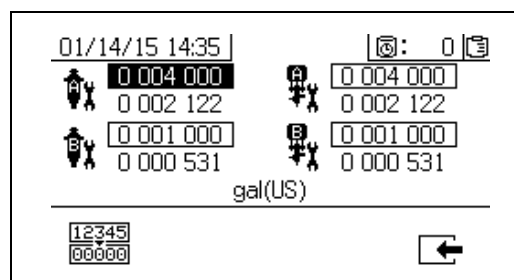 01/14/15 14:35 : 0
A 0 004 000 A 0 004 000
0 002 122 0 002 122
B 0 001 000 B 0 001 000
0 000 531 0 000 531
gal(US)
12345
00000